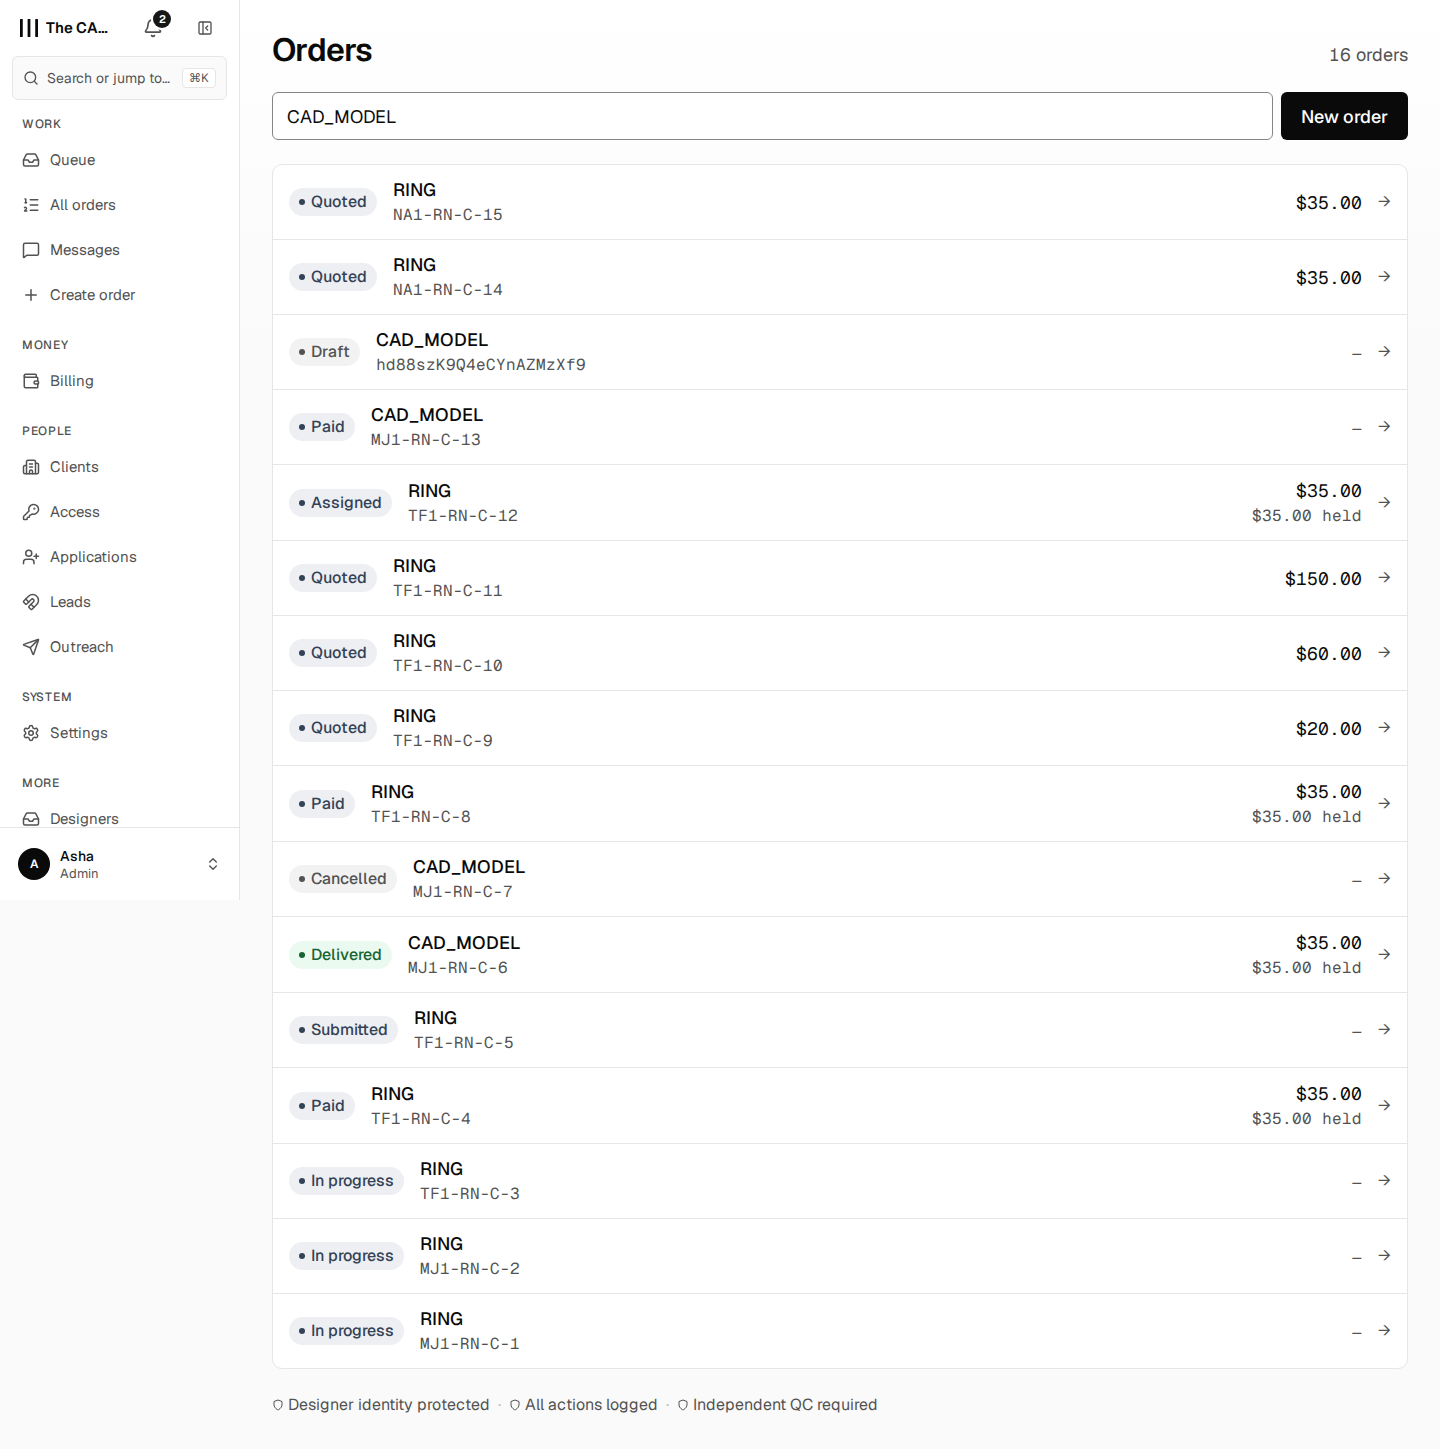 The CA...
2
Search or jump to...
⌘K
WORK
Queue
All orders
Messages
Create order
MONEY
Billing
PEOPLE
Clients
Access
Applications
Leads
Outreach
SYSTEM
Settings
MORE
Designers
A
Asha
Admin
Orders
16 orders
CAD_MODEL
New order
Quoted
RING
NA1-RN-C-15
$35.00
Quoted
RING
NA1-RN-C-14
$35.00
Draft
CAD_MODEL
hd88szK9Q4eCYnAZMzXf9
–
Paid
CAD_MODEL
MJ1-RN-C-13
–
Assigned
RING
TF1-RN-C-12
$35.00
$35.00 held
Quoted
RING
TF1-RN-C-11
$150.00
Quoted
RING
TF1-RN-C-10
$60.00
Quoted
RING
TF1-RN-C-9
$20.00
Paid
RING
TF1-RN-C-8
$35.00
$35.00 held
Cancelled
CAD_MODEL
MJ1-RN-C-7
–
Delivered
CAD_MODEL
MJ1-RN-C-6
$35.00
$35.00 held
Submitted
RING
TF1-RN-C-5
–
Paid
RING
TF1-RN-C-4
$35.00
$35.00 held
In progress
RING
TF1-RN-C-3
–
In progress
RING
MJ1-RN-C-2
–
In progress
RING
MJ1-RN-C-1
–
Designer identity protected · All actions logged · Independent QC required